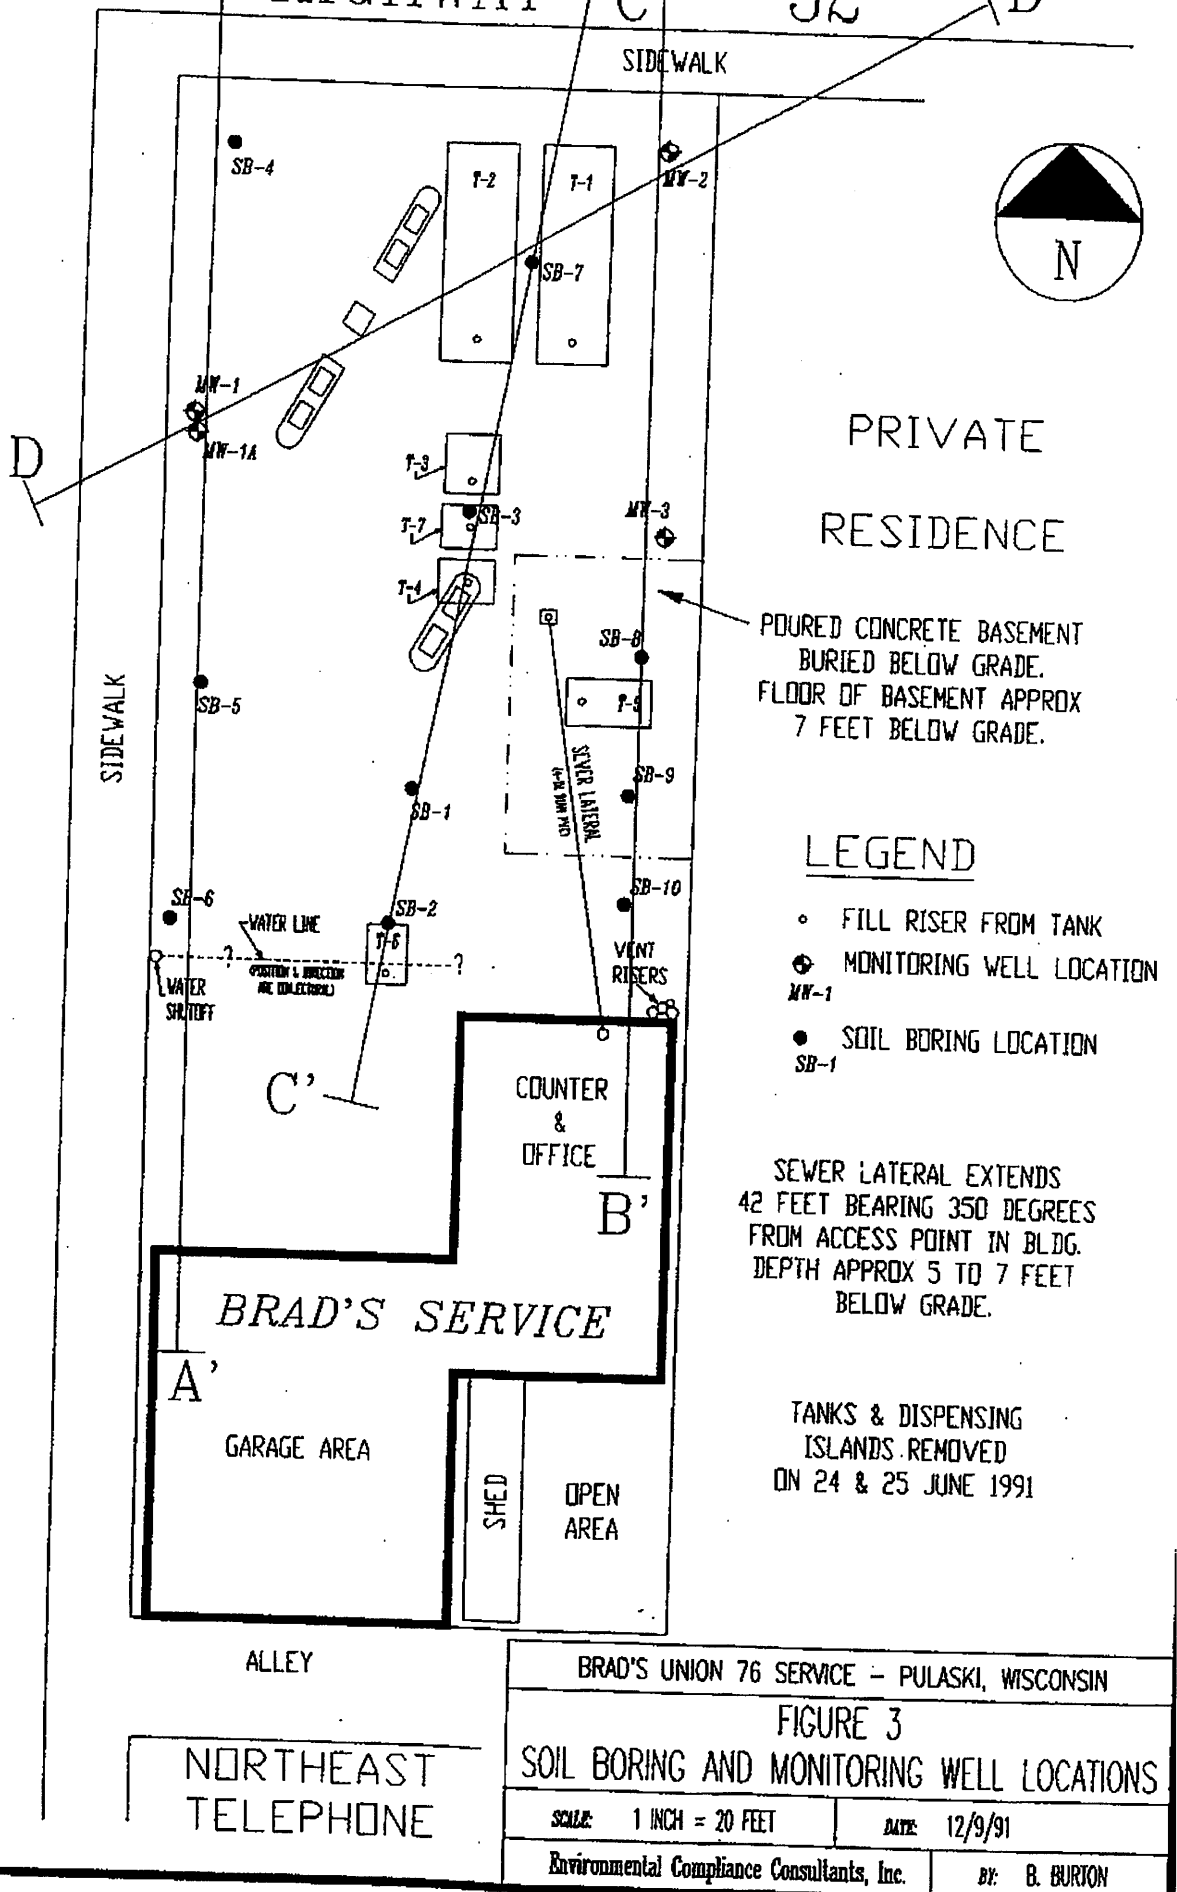 HIGHWAY C 32 D'
SIDEWALK
SB-4
T-2
T-1
MW-2
SB-7
N
MW-1
MW-1A
D
T-3
SB-3
T-7
T-4
MW-3
PRIVATE
RESIDENCE
POURED CONCRETE BASEMENT
BURIED BELOW GRADE.
FLOOR OF BASEMENT APPROX
7 FEET BELOW GRADE.
SB-8
SIDEWALK
SB-5
T-5
SEWER LATERAL
SB-9
SB-1
LEGEND
FILL RISER FROM TANK
MONITORING WELL LOCATION
MW-1
SOIL BORING LOCATION
SB-1
SB-10
SB-6
SB-2
WATER LINE
T-6
? ?
VENT
RISERS
WATER
SHUTOFF
C'
COUNTER
&
OFFICE
B'
SEWER LATERAL EXTENDS
42 FEET BEARING 350 DEGREES
FROM ACCESS POINT IN BLDG.
DEPTH APPROX 5 TO 7 FEET
BELOW GRADE.
BRAD'S SERVICE
A'
GARAGE AREA
SHED
OPEN
AREA
TANKS & DISPENSING
ISLANDS REMOVED
ON 24 & 25 JUNE 1991
ALLEY
NORTHEAST
TELEPHONE
BRAD'S UNION 76 SERVICE - PULASKI, WISCONSIN
FIGURE 3
SOIL BORING AND MONITORING WELL LOCATIONS
SCALE: 1 INCH = 20 FEET
DATE: 12/9/91
Environmental Compliance Consultants, Inc.
BY: B. BURTON